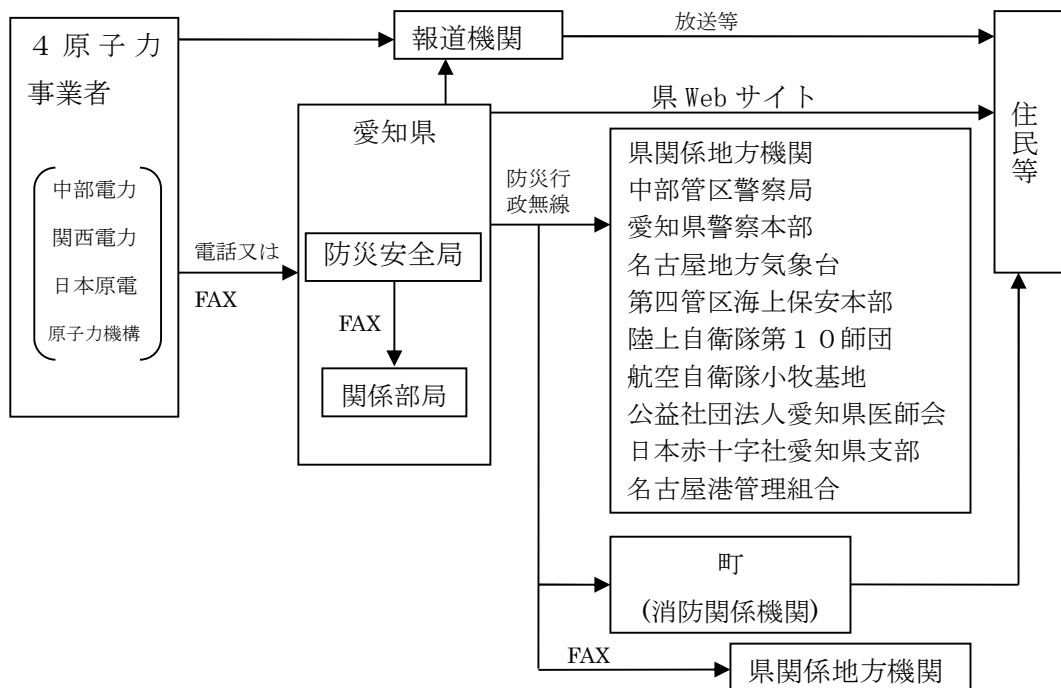 ４原子力
事業者
中部電力
関西電力
日本原電
原子力機構
電話又は
FAX
報道機関
放送等
愛知県
防災安全局
FAX
関係部局
県 Web サイト
防災行
政無線
県関係地方機関
中部管区警察局
愛知県警察本部
名古屋地方気象台
第四管区海上保安本部
陸上自衛隊第１０師団
航空自衛隊小牧基地
公益社団法人愛知県医師会
日本赤十字社愛知県支部
名古屋港管理組合
町
(消防関係機関)
FAX
県関係地方機関
住民等